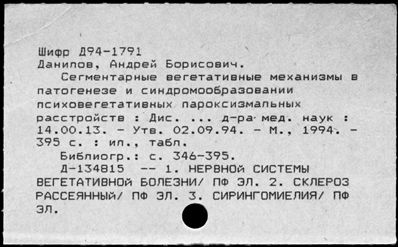 Шифр Д94-1791
Данилов, Андрей Борисович.
Сегментарные вегетативные механизмы в
патогенезе и синдромообразовании
психовегетативных пароксизмальных
расстройств : Дис. ... д-ра мед. наук :
14.00.13. - Утв. 02.09.94. - М., 1994. -
395 с. : ил., табл.
Библиогр.: с. 346-395.
Д-134815 -- 1. НЕРВНОЙ СИСТЕМЫ
ВЕГЕТАТИВНОЙ БОЛЕЗНИ/ ПФ ЭЛ. 2. СКЛЕРОЗ
РАССЕЯННЫЙ/ ПФ ЭЛ. 3. СИРИНГОМИЕЛИЯ/ ПФ
ЭЛ.